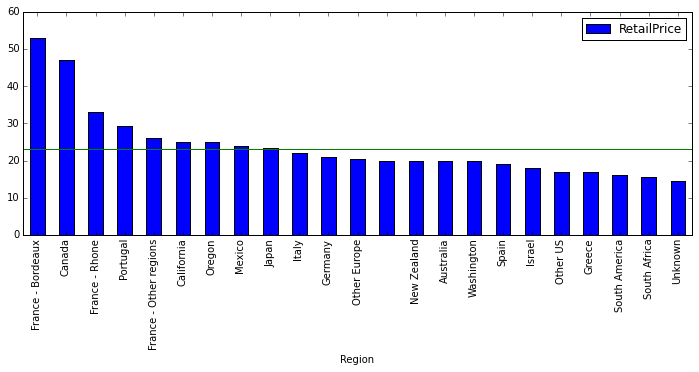 60
50
40
30
20
10
0
RetailPrice
France - Bordeaux
Canada
France - Rhone
Portugal
France - Other regions
California
Oregon
Mexico
Japan
Italy
Germany
Other Europe
New Zealand
Australia
Washington
Spain
Israel
Other US
Greece
South America
South Africa
Unknown
Region